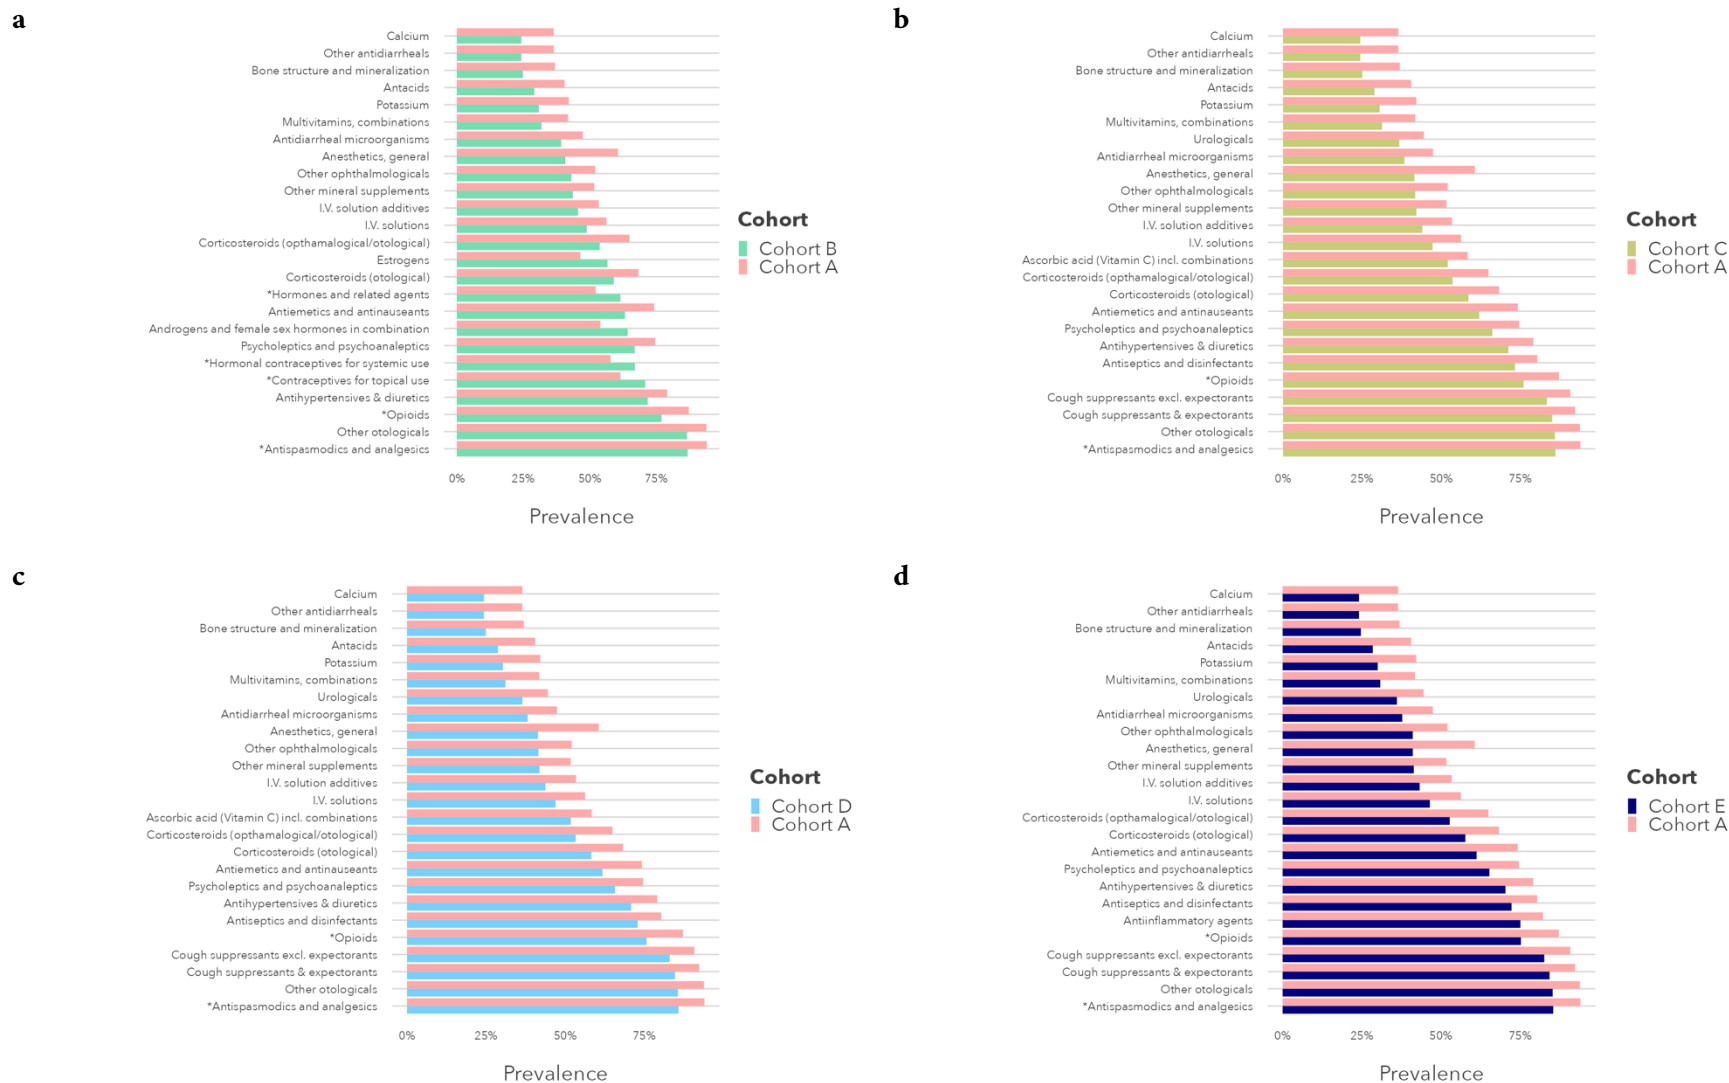 a
Calcium
Other antidiarrheals
Bone structure and mineralization
Antacids
Potassium
Multivitamins, combinations
Antidiarrheal microorganisms
Anesthetics, general
Other ophthalmologicals
Other mineral supplements
I.V. solution additives
I.V. solutions
Corticosteroids (opthamalogical/otological)
Estrogens
Corticosteroids (otological)
*Hormones and related agents
Antiemetics and antinauseants
Androgens and female sex hormones in combination
Psycholeptics and psychoanaleptics
*Hormonal contraceptives for systemic use
*Contraceptives for topical use
Antihypertensives & diuretics
*Opioids
Other otologicals
*Antispasmodics and analgesics
0% 25% 50% 75%
Prevalence
Cohort
Cohort B
Cohort A
b
Calcium
Other antidiarrheals
Bone structure and mineralization
Antacids
Potassium
Multivitamins, combinations
Urologicals
Antidiarrheal microorganisms
Anesthetics, general
Other ophthalmologicals
Other mineral supplements
I.V. solution additives
I.V. solutions
Ascorbic acid (Vitamin C) incl. combinations
Corticosteroids (opthamalogical/otological)
Corticosteroids (otological)
Antiemetics and antinauseants
Psycholeptics and psychoanaleptics
Antihypertensives & diuretics
Antiseptics and disinfectants
*Opioids
Cough suppressants excl. expectorants
Cough suppressants & expectorants
Other otologicals
*Antispasmodics and analgesics
0% 25% 50% 75%
Prevalence
Cohort
Cohort C
Cohort A
c
Calcium
Other antidiarrheals
Bone structure and mineralization
Antacids
Potassium
Multivitamins, combinations
Urologicals
Antidiarrheal microorganisms
Anesthetics, general
Other ophthalmologicals
Other mineral supplements
I.V. solution additives
I.V. solutions
Ascorbic acid (Vitamin C) incl. combinations
Corticosteroids (opthamalogical/otological)
Corticosteroids (otological)
Antiemetics and antinauseants
Psycholeptics and psychoanaleptics
Antihypertensives & diuretics
Antiseptics and disinfectants
*Opioids
Cough suppressants excl. expectorants
Cough suppressants & expectorants
Other otologicals
*Antispasmodics and analgesics
0% 25% 50% 75%
Prevalence
Cohort
Cohort D
Cohort A
d
Calcium
Other antidiarrheals
Bone structure and mineralization
Antacids
Potassium
Multivitamins, combinations
Urologicals
Antidiarrheal microorganisms
Other ophthalmologicals
Anesthetics, general
Other mineral supplements
I.V. solution additives
I.V. solutions
Corticosteroids (opthamalogical/otological)
Corticosteroids (otological)
Antiemetics and antinauseants
Psycholeptics and psychoanaleptics
Antihypertensives & diuretics
Antiseptics and disinfectants
Antiinflammatory agents
*Opioids
Cough suppressants excl. expectorants
Cough suppressants & expectorants
Other otologicals
*Antispasmodics and analgesics
0% 25% 50% 75%
Prevalence
Cohort
Cohort E
Cohort A